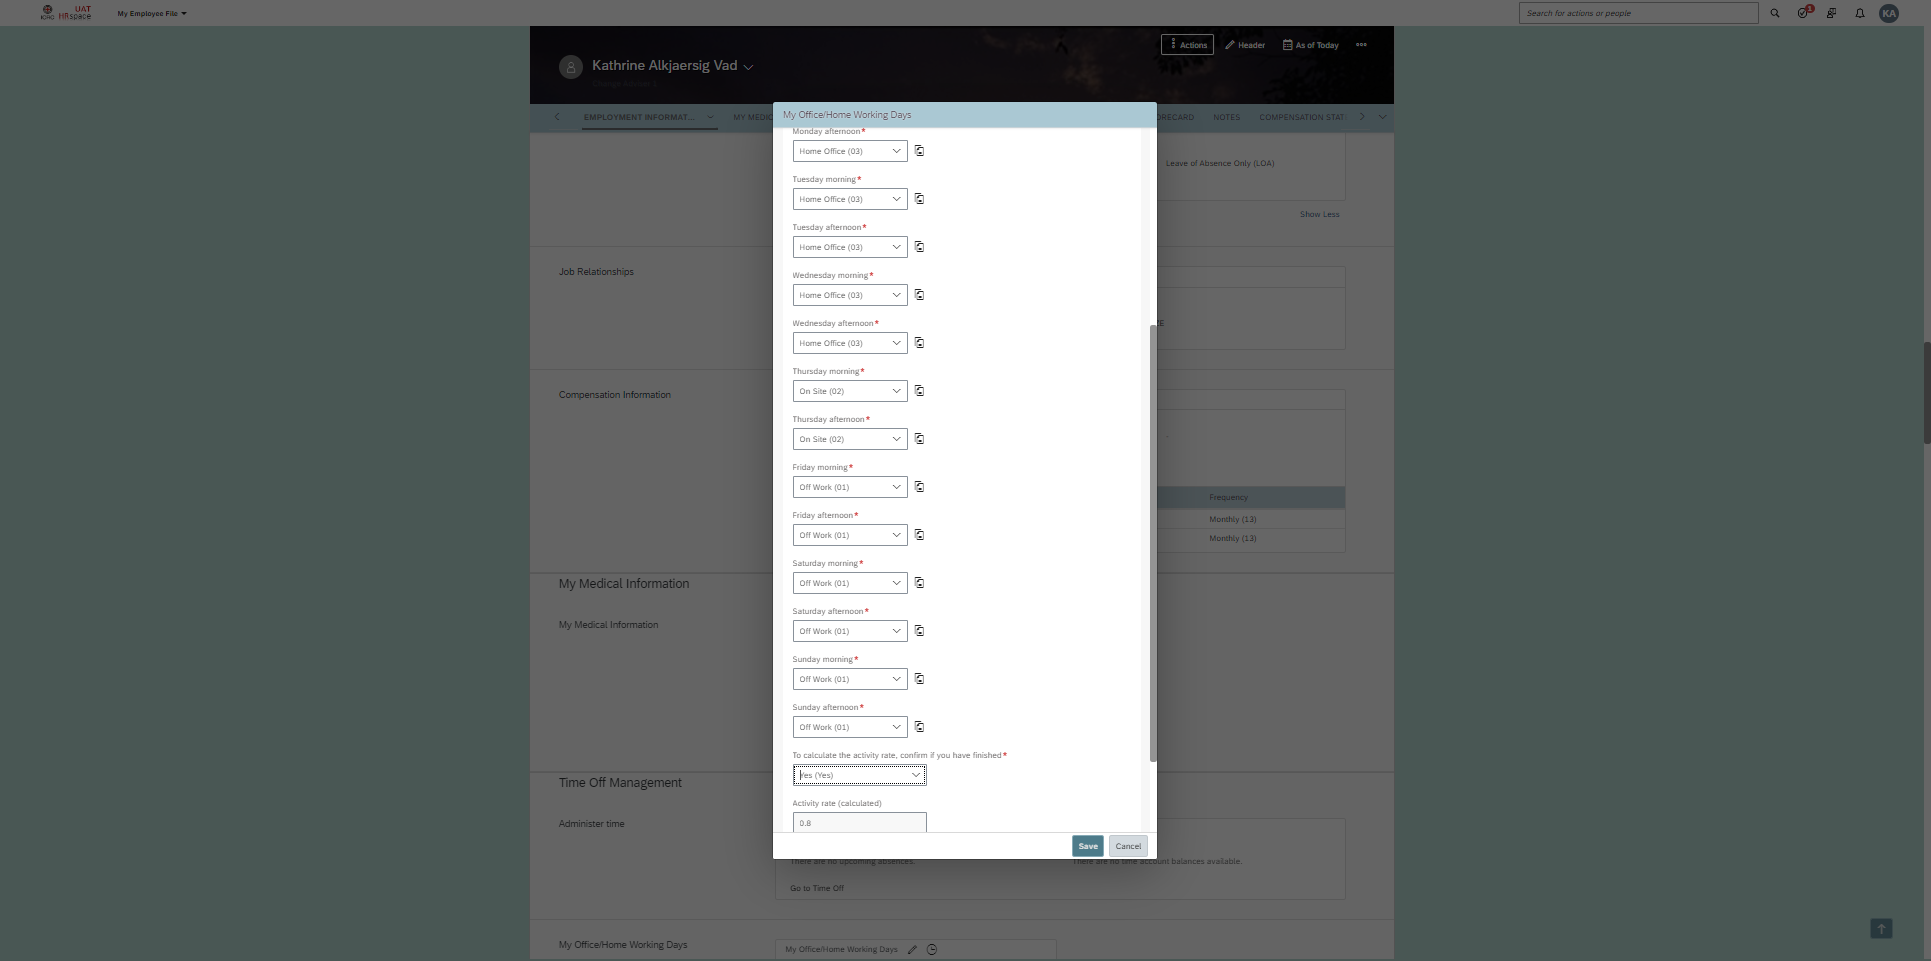 ICRC UAT
HRspace
My Employee File
Search for actions or people
1
KA
Actions
Header
As of Today
Kathrine Alkjaersig Vad
EMPLOYMENT INFORMAT...
MY MEDIC
ORECARD
NOTES
COMPENSATION STAT
Leave of Absence Only (LOA)
Show Less
Job Relationships
Compensation Information
Frequency
Monthly (13)
Monthly (13)
My Medical Information
My Medical Information
Time Off Management
Administer time
There are no upcoming absences.
There are no time account balances available.
Go to Time Off
My Office/Home Working Days
My Office/Home Working Days
My Office/Home Working Days
Monday afternoon*
Home Office (03)
Tuesday morning*
Home Office (03)
Tuesday afternoon*
Home Office (03)
Wednesday morning*
Home Office (03)
Wednesday afternoon*
Home Office (03)
Thursday morning*
On Site (02)
Thursday afternoon*
On Site (02)
Friday morning*
Off Work (01)
Friday afternoon*
Off Work (01)
Saturday morning*
Off Work (01)
Saturday afternoon*
Off Work (01)
Sunday morning*
Off Work (01)
Sunday afternoon*
Off Work (01)
To calculate the activity rate, confirm if you have finished*
Yes (Yes)
Activity rate (calculated)
0.8
Save
Cancel